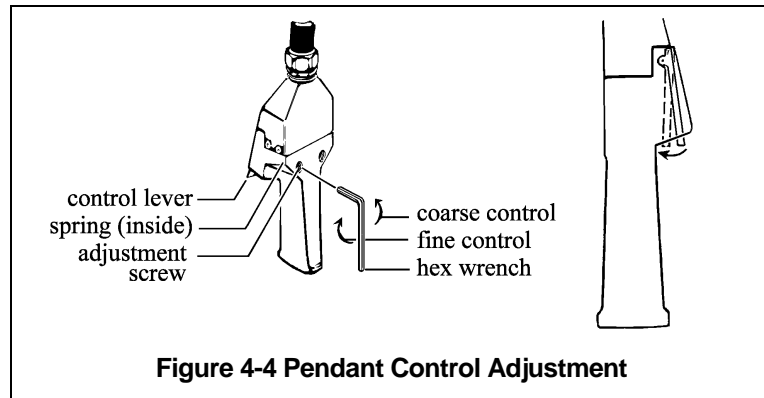 control lever
spring (inside)
adjustment
screw
coarse control
fine control
hex wrench
Figure 4-4 Pendant Control Adjustment